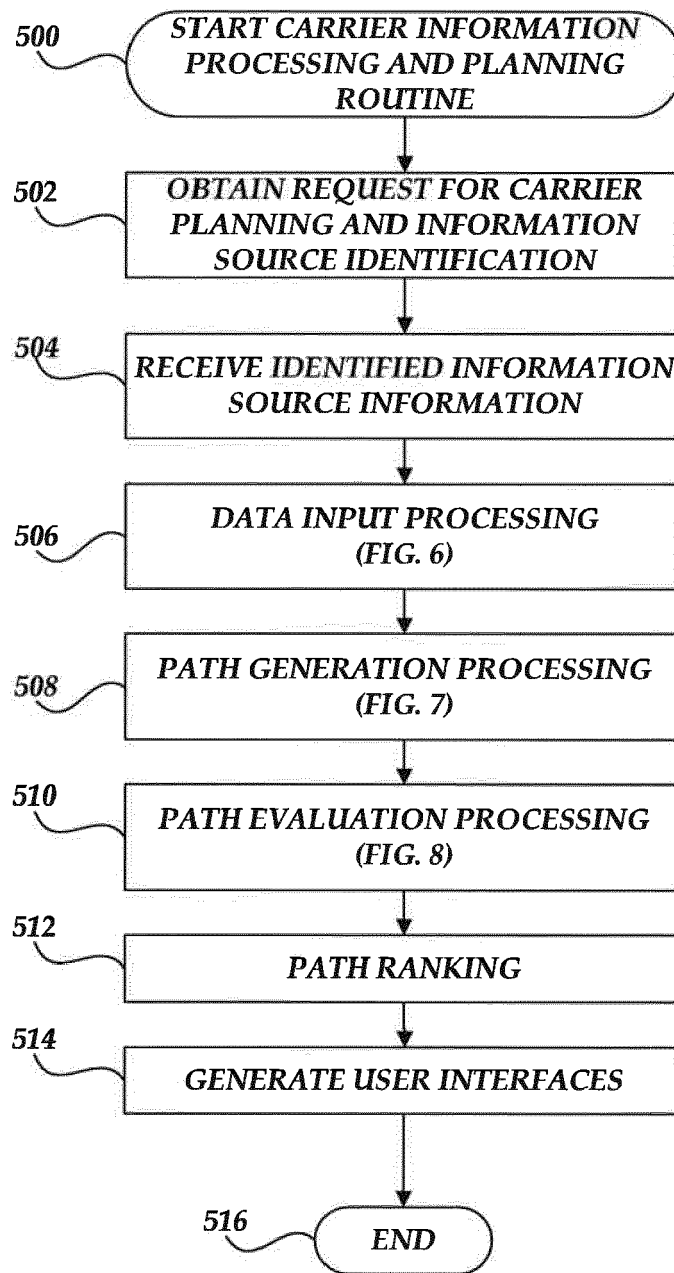 500
START CARRIER INFORMATION
PROCESSING AND PLANNING
ROUTINE
502
OBTAIN REQUEST FOR CARRIER
PLANNING AND INFORMATION
SOURCE IDENTIFICATION
504
RECEIVE IDENTIFIED INFORMATION
SOURCE INFORMATION
506
DATA INPUT PROCESSING
(FIG. 6)
508
PATH GENERATION PROCESSING
(FIG. 7)
510
PATH EVALUATION PROCESSING
(FIG. 8)
512
PATH RANKING
514
GENERATE USER INTERFACES
516
END